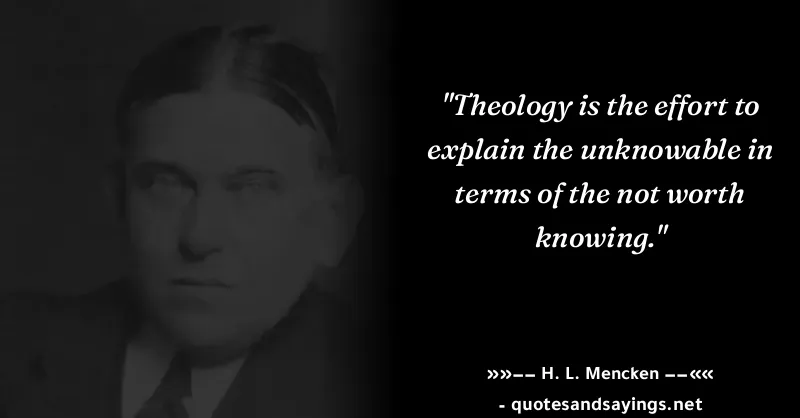 "Theology is the effort to
explain the unknowable in
terms of the not worth
knowing."
»»−− H. L. Mencken −−««
- quotesandsayings.net